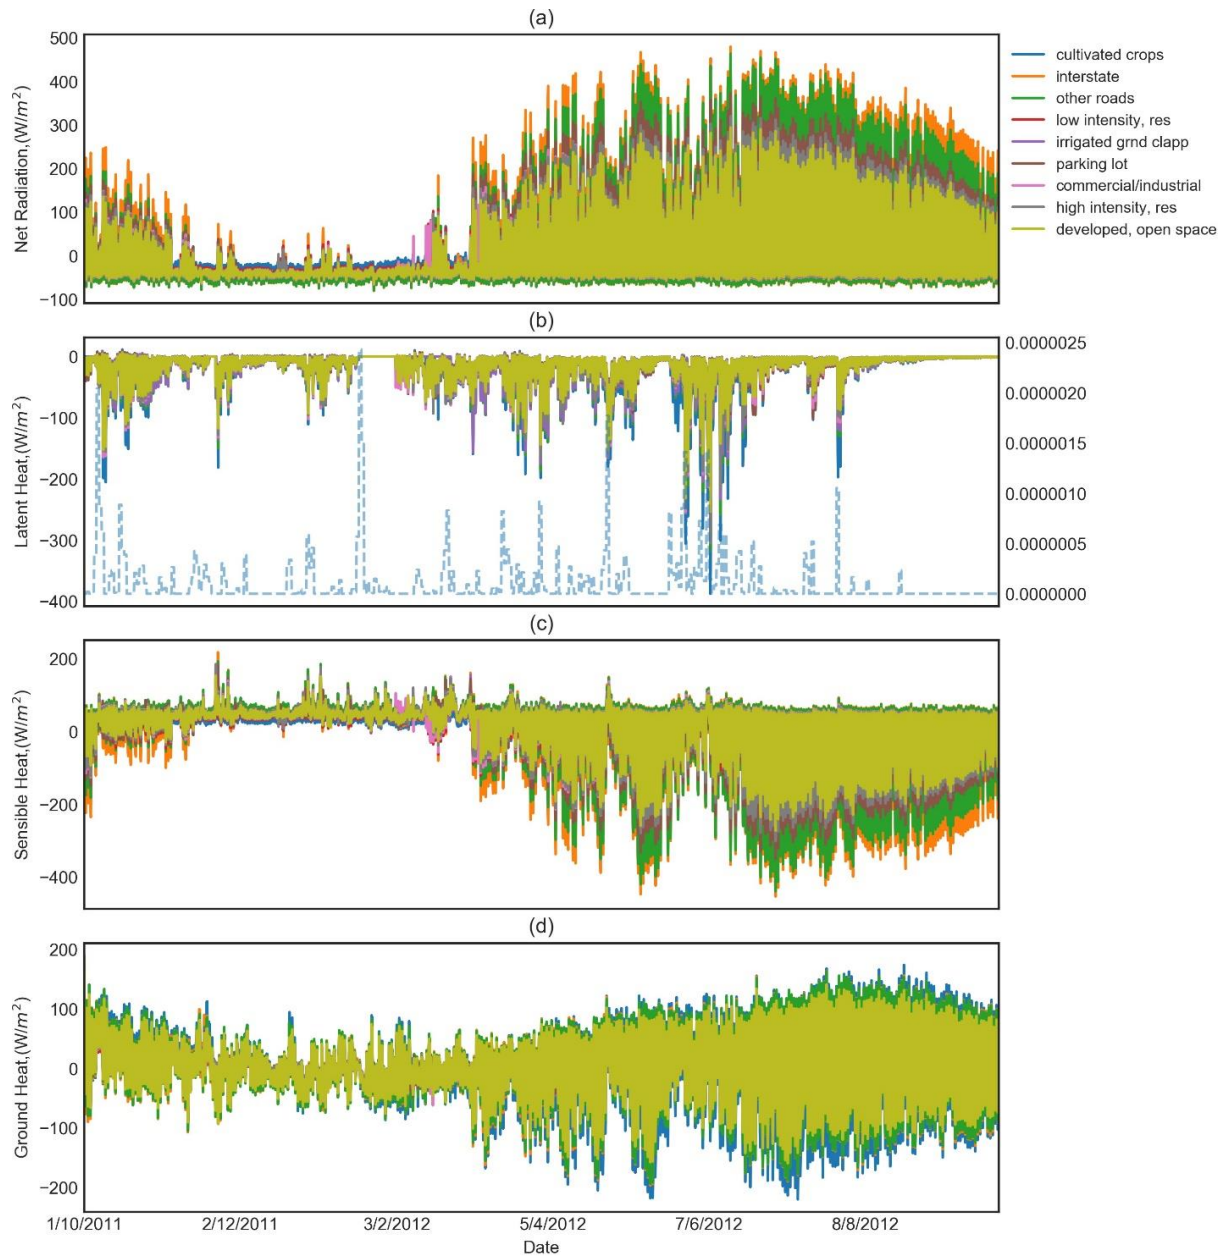 (a)
500
400
300
200
100
0
−100
Net Radiation,(W/m²)
cultivated crops
interstate
other roads
low intensity, res
irrigated grnd clapp
parking lot
commercial/industrial
high intensity, res
developed, open space
(b)
0
−100
−200
−300
−400
Latent Heat,(W/m²)
0.0000025
0.0000020
0.0000015
0.0000010
0.0000005
0.0000000
(c)
200
0
−200
−400
Sensible Heat,(W/m²)
(d)
200
100
0
−100
−200
Ground Heat,(W/m²)
1/10/2011 2/12/2011 3/2/2012 5/4/2012 7/6/2012 8/8/2012
Date